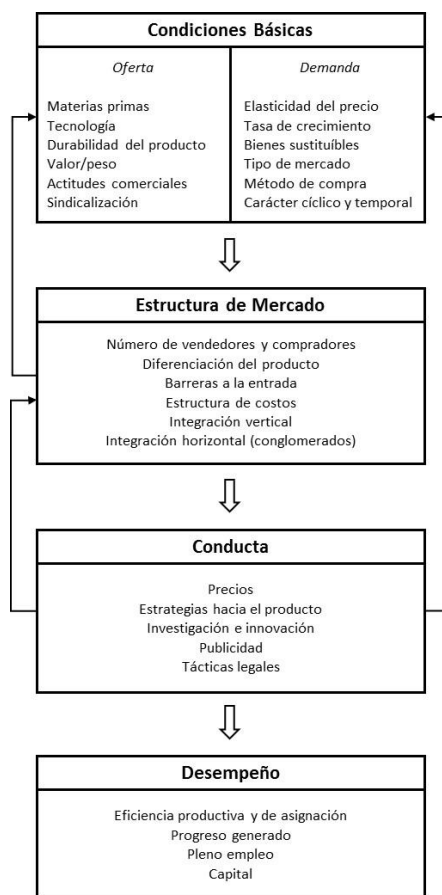 Condiciones Básicas
Oferta
Materias primas
Tecnología
Durabilidad del producto
Valor/peso
Actitudes comerciales
Sindicalización
Demanda
Elasticidad del precio
Tasa de crecimiento
Bienes sustituíbles
Tipo de mercado
Método de compra
Carácter cíclico y temporal
Estructura de Mercado
Número de vendedores y compradores
Diferenciación del producto
Barreras a la entrada
Estructura de costos
Integración vertical
Integración horizontal (conglomerados)
Conducta
Precios
Estrategias hacia el producto
Investigación e innovación
Publicidad
Tácticas legales
Desempeño
Eficiencia productiva y de asignación
Progreso generado
Pleno empleo
Capital